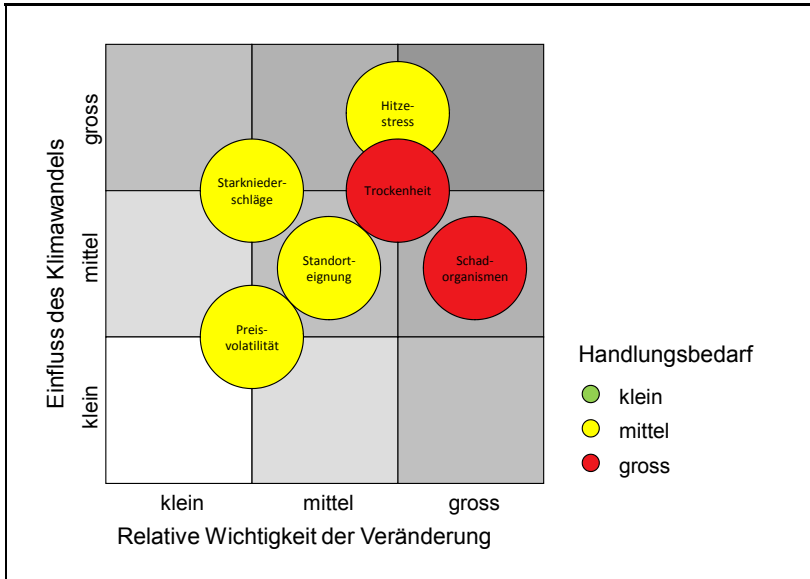 Einfluss des Klimawandels
gross
mittel
klein
Hitze-
stress
Starknieder-
schläge
Trockenheit
Standort-
eignung
Schad-
organismen
Preis-
volatilität
klein
mittel
gross
Relative Wichtigkeit der Veränderung
Handlungsbedarf
klein
mittel
gross